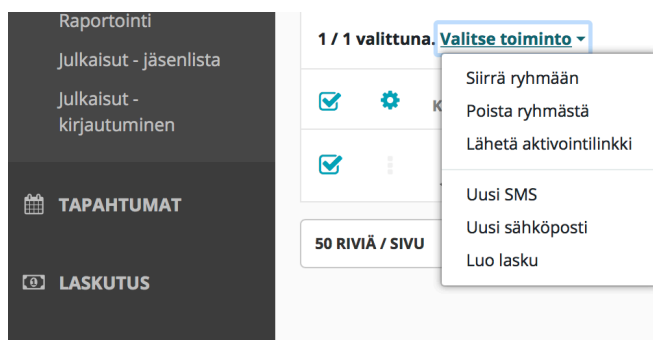 Raportointi
Julkaisut - jäsenlista
Julkaisut -
kirjautuminen
TAPAHTUMAT
LASKUTUS
1 / 1 valittuna. Valitse toiminto
Siirrä ryhmään
Poista ryhmästä
Lähetä aktivointilinkki
Uusi SMS
Uusi sähköposti
Luo lasku
50 RIVIÄ / SIVU